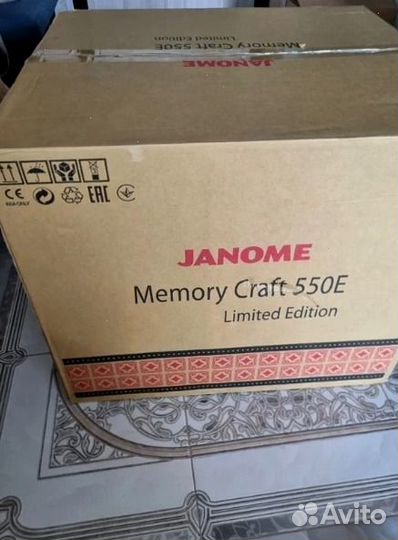 Memory Craft 550E
Limited Edition
JANOME
CE
EAC
JANOME
Memory Craft 550E
Limited Edition
Avito